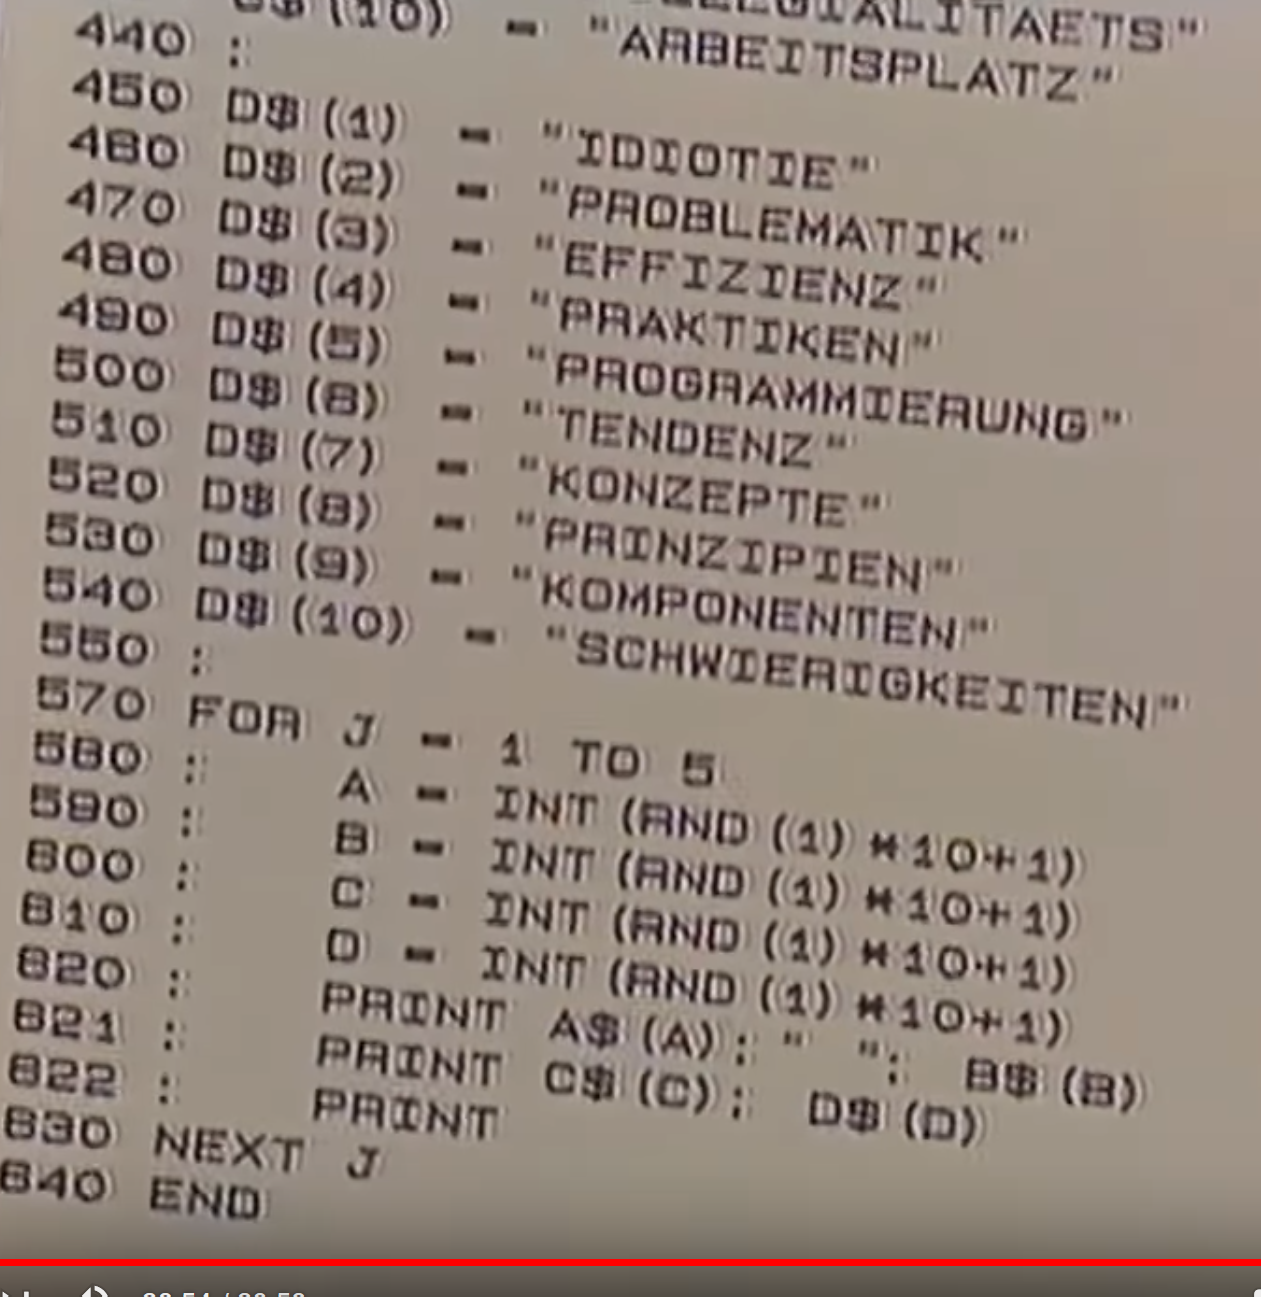 "ARBEITSPLATZ"
440 :
450 D$(1) = "IDIOTIE"
460 D$(2) = "PROBLEMATIK"
470 D$(3) = "EFFIZIENZ"
480 D$(4) = "PRAKTIKEN"
490 D$(5) = "PROGRAMMIERUNG"
500 D$(6) = "TENDENZ"
510 D$(7) = "KONZEPTE"
520 D$(8) = "PRINZIPIEN"
530 D$(9) = "KOMPONENTEN"
540 D$(10) = "SCHWIERIGKEITEN"
550 :
570 FOR J = 1 TO 5
580 : A = INT (RND (1) *10+1)
590 : B = INT (RND (1) *10+1)
600 : C = INT (RND (1) *10+1)
610 : D = INT (RND (1) *10+1)
620 : PRINT A$(A); " "; B$(B)
621 : PRINT C$(C); D$(D)
622 : PRINT
630 NEXT J
640 END